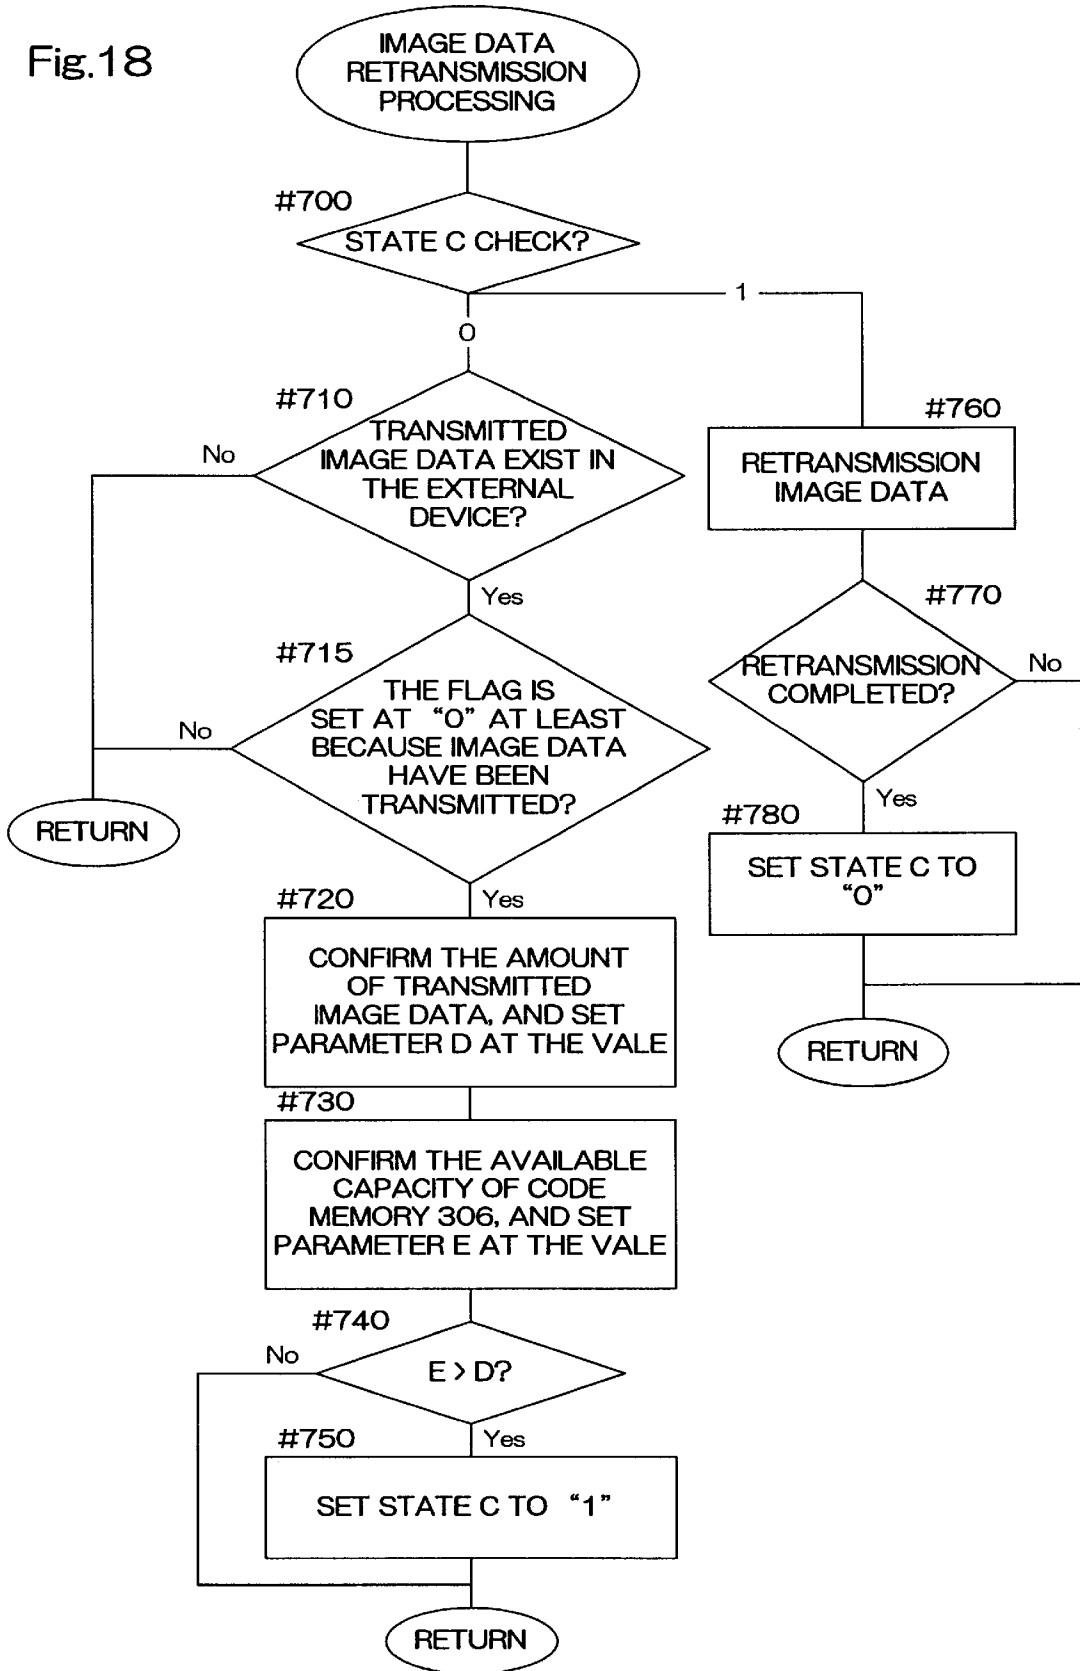 Fig.18
IMAGE DATA
RETRANSMISSION
PROCESSING
#700
STATE C CHECK?
1
0
#710
TRANSMITTED
IMAGE DATA EXIST IN
THE EXTERNAL
DEVICE?
No
Yes
#715
THE FLAG IS
SET AT "0" AT LEAST
BECAUSE IMAGE DATA
HAVE BEEN
TRANSMITTED?
No
RETURN
Yes
#720
CONFIRM THE AMOUNT
OF TRANSMITTED
IMAGE DATA, AND SET
PARAMETER D AT THE VALE
#730
CONFIRM THE AVAILABLE
CAPACITY OF CODE
MEMORY 306, AND SET
PARAMETER E AT THE VALE
#740
E > D?
No
Yes
#750
SET STATE C TO "1"
RETURN
#760
RETRANSMISSION
IMAGE DATA
#770
RETRANSMISSION
COMPLETED?
No
Yes
#780
SET STATE C TO
"0"
RETURN